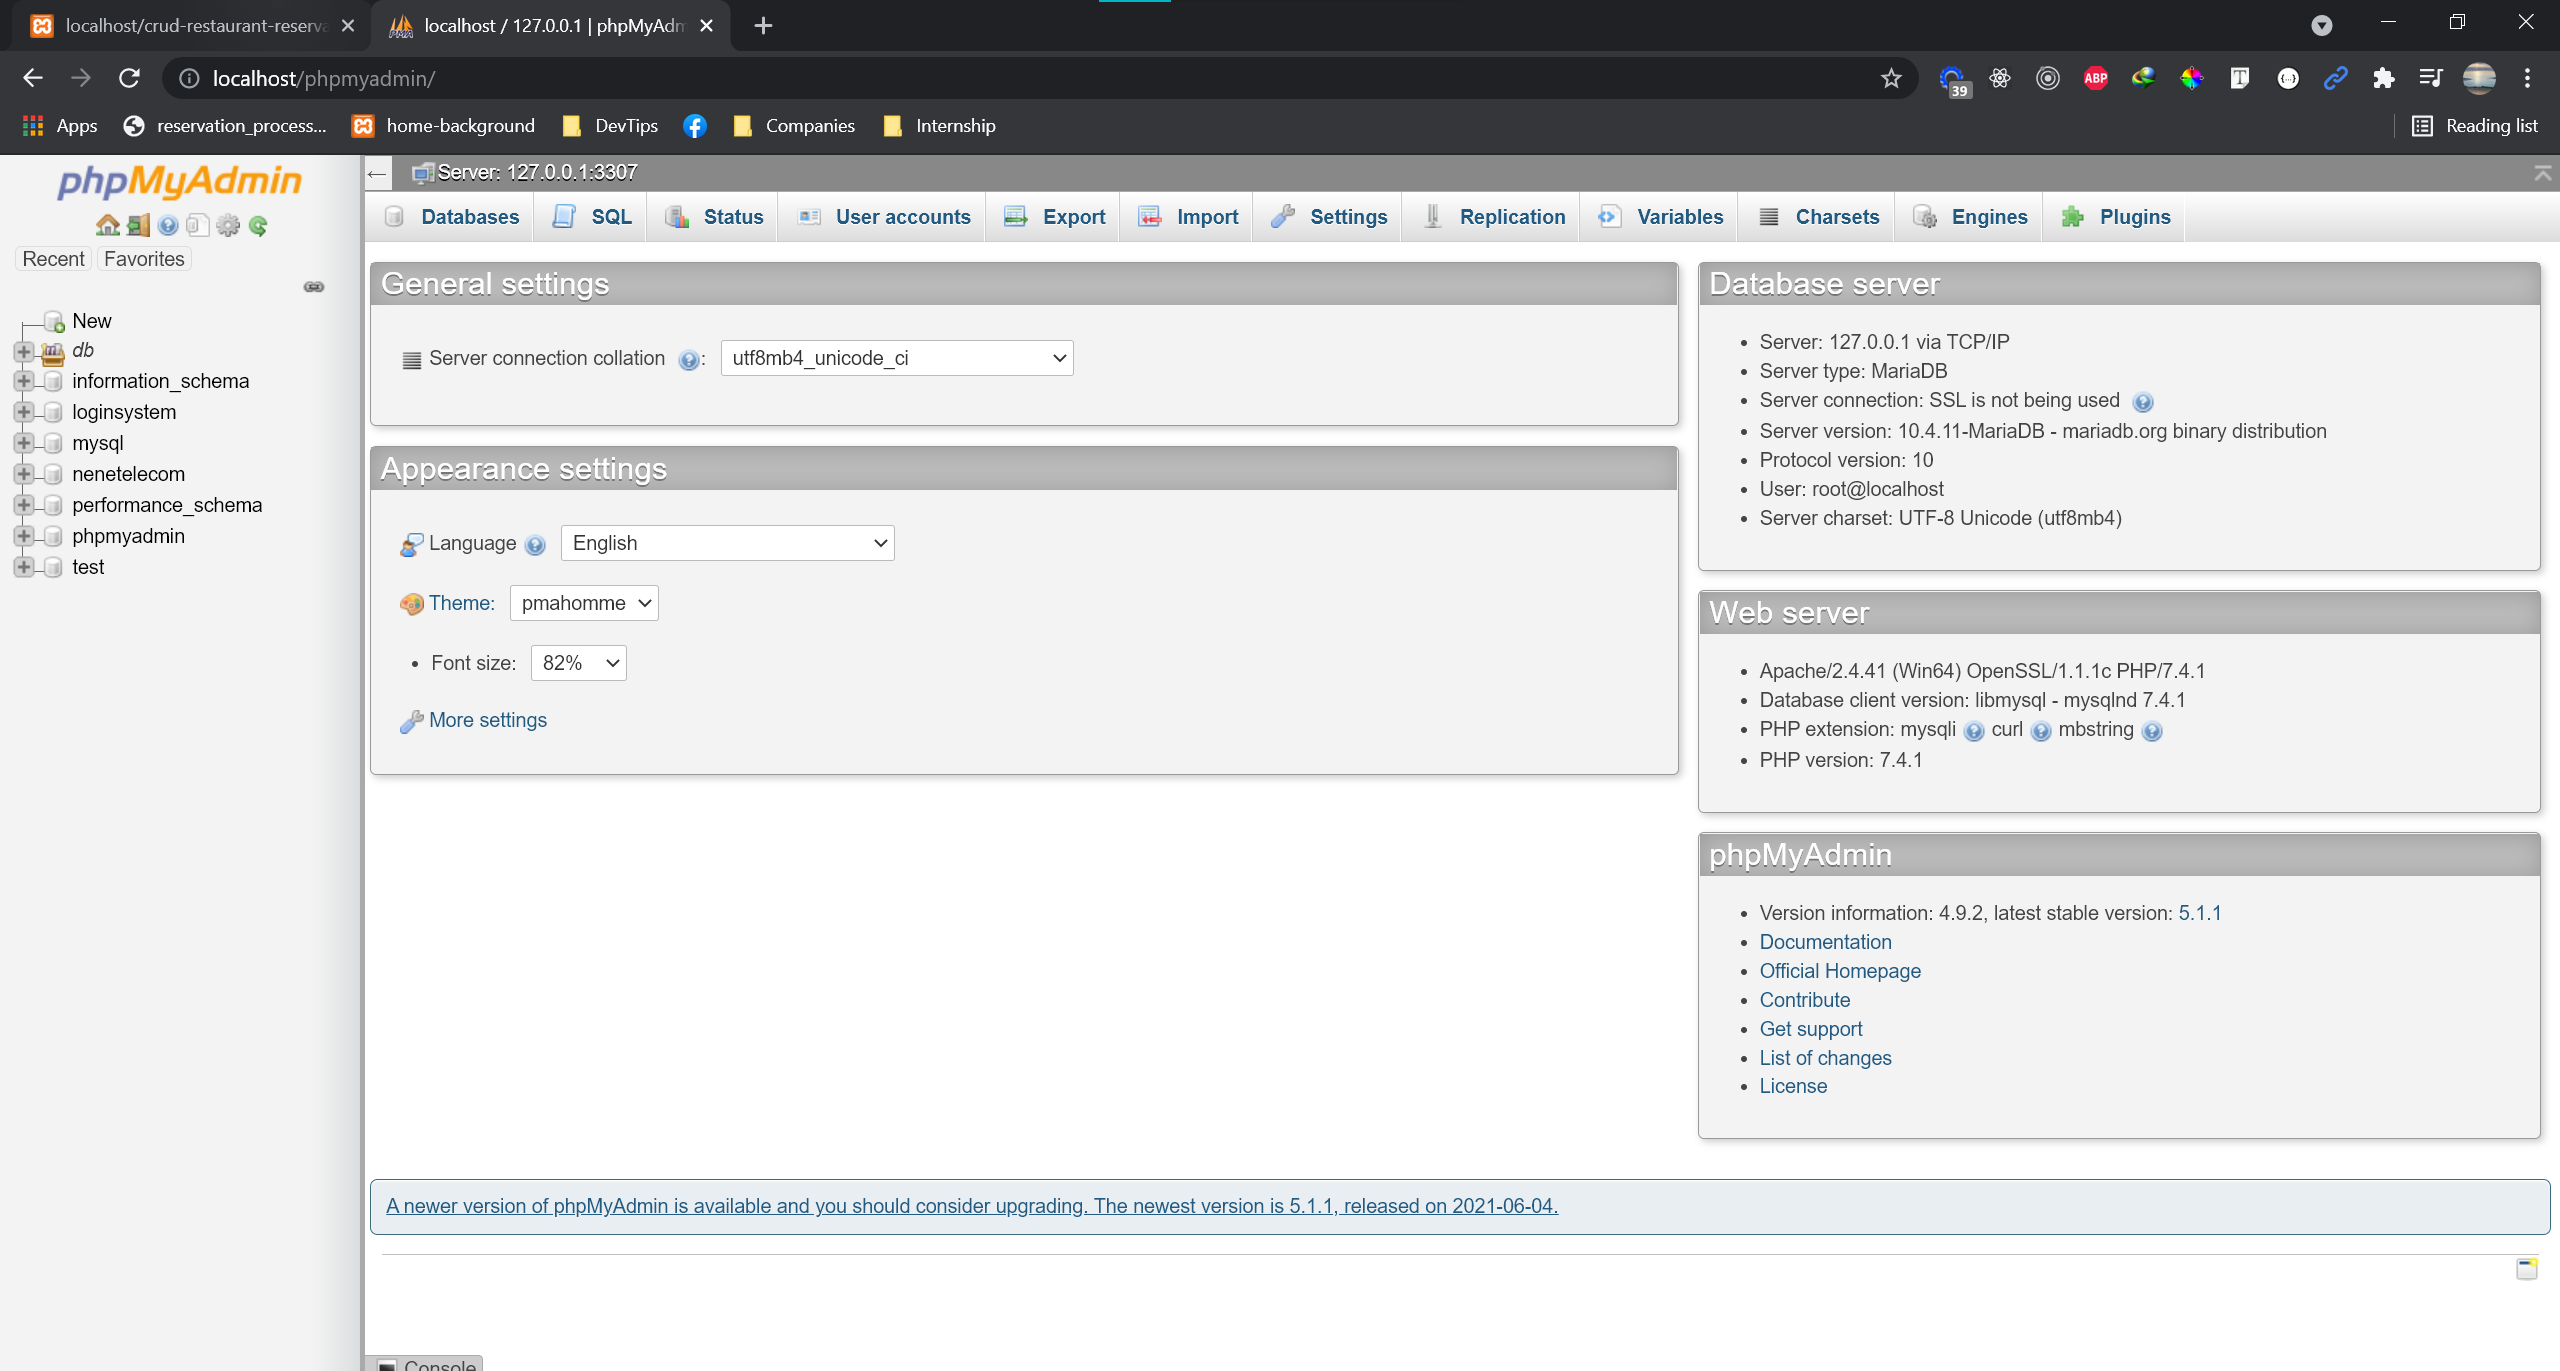 localhost/crud-restaurant-reserva
localhost / 127.0.0.1 | phpMyAdm
localhost/phpmyadmin/
ABP
39
Apps
reservation_process...
home-background
DevTips
Companies
Internship
Reading list
phpMyAdmin
Recent
Favorites
New
db
information_schema
loginsystem
mysql
nenetelecom
performance_schema
phpmyadmin
test
Server: 127.0.0.1:3307
Databases
SQL
Status
User accounts
Export
Import
Settings
Replication
Variables
Charsets
Engines
Plugins
General settings
Server connection collation : utf8mb4_unicode_ci
Appearance settings
Language English
Theme: pmahomme
Font size: 82%
More settings
Database server
Server: 127.0.0.1 via TCP/IP
Server type: MariaDB
Server connection: SSL is not being used
Server version: 10.4.11-MariaDB - mariadb.org binary distribution
Protocol version: 10
User: root@localhost
Server charset: UTF-8 Unicode (utf8mb4)
Web server
Apache/2.4.41 (Win64) OpenSSL/1.1.1c PHP/7.4.1
Database client version: libmysql - mysqlnd 7.4.1
PHP extension: mysqli curl mbstring
PHP version: 7.4.1
phpMyAdmin
Version information: 4.9.2, latest stable version: 5.1.1
Documentation
Official Homepage
Contribute
Get support
List of changes
License
A newer version of phpMyAdmin is available and you should consider upgrading. The newest version is 5.1.1, released on 2021-06-04.
Console